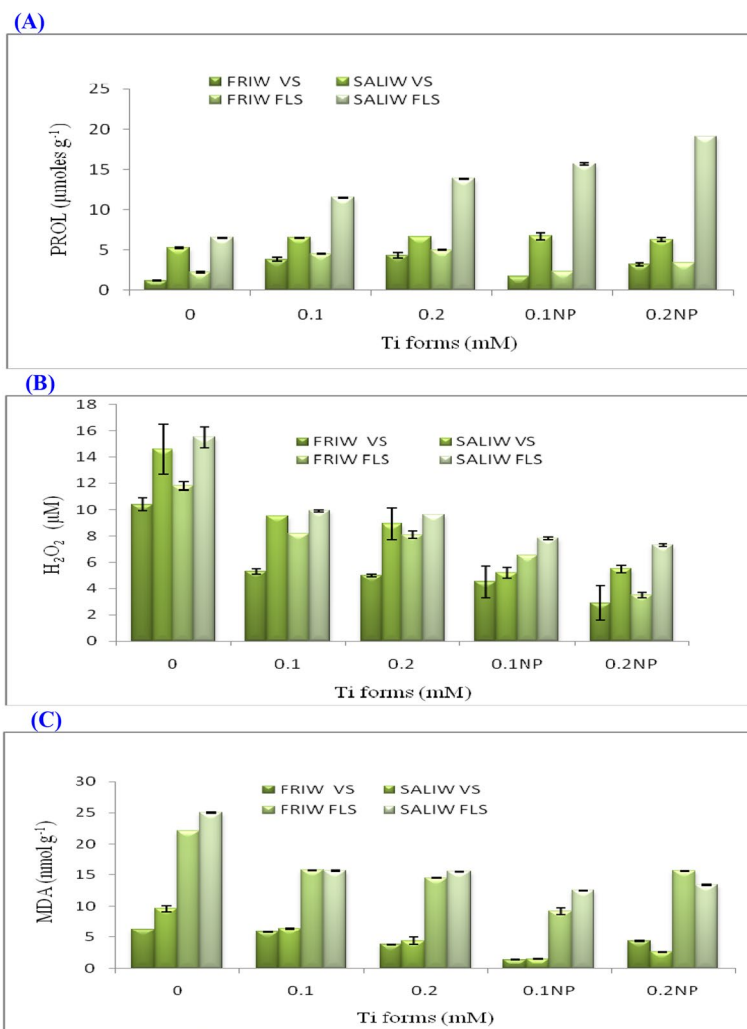 (A)
FRIW VS SALIW VS
FRIW FLS SALIW FLS
25
20
15
10
5
0
PROL (µmoles g-1)
0 0.1 0.2 0.1NP 0.2NP
Ti forms (mM)
(B)
18
16
14
12
10
8
6
4
2
0
H2O2 (µM)
FRIW VS SALIW VS
FRIW FLS SALIW FLS
0 0.1 0.2 0.1NP 0.2NP
Ti forms (mM)
(C)
30
25
20
15
10
5
0
MDA (nmol g-1)
FRIW VS SALIW VS
FRIW FLS SALIW FLS
0 0.1 0.2 0.1NP 0.2NP
Ti forms (mM)